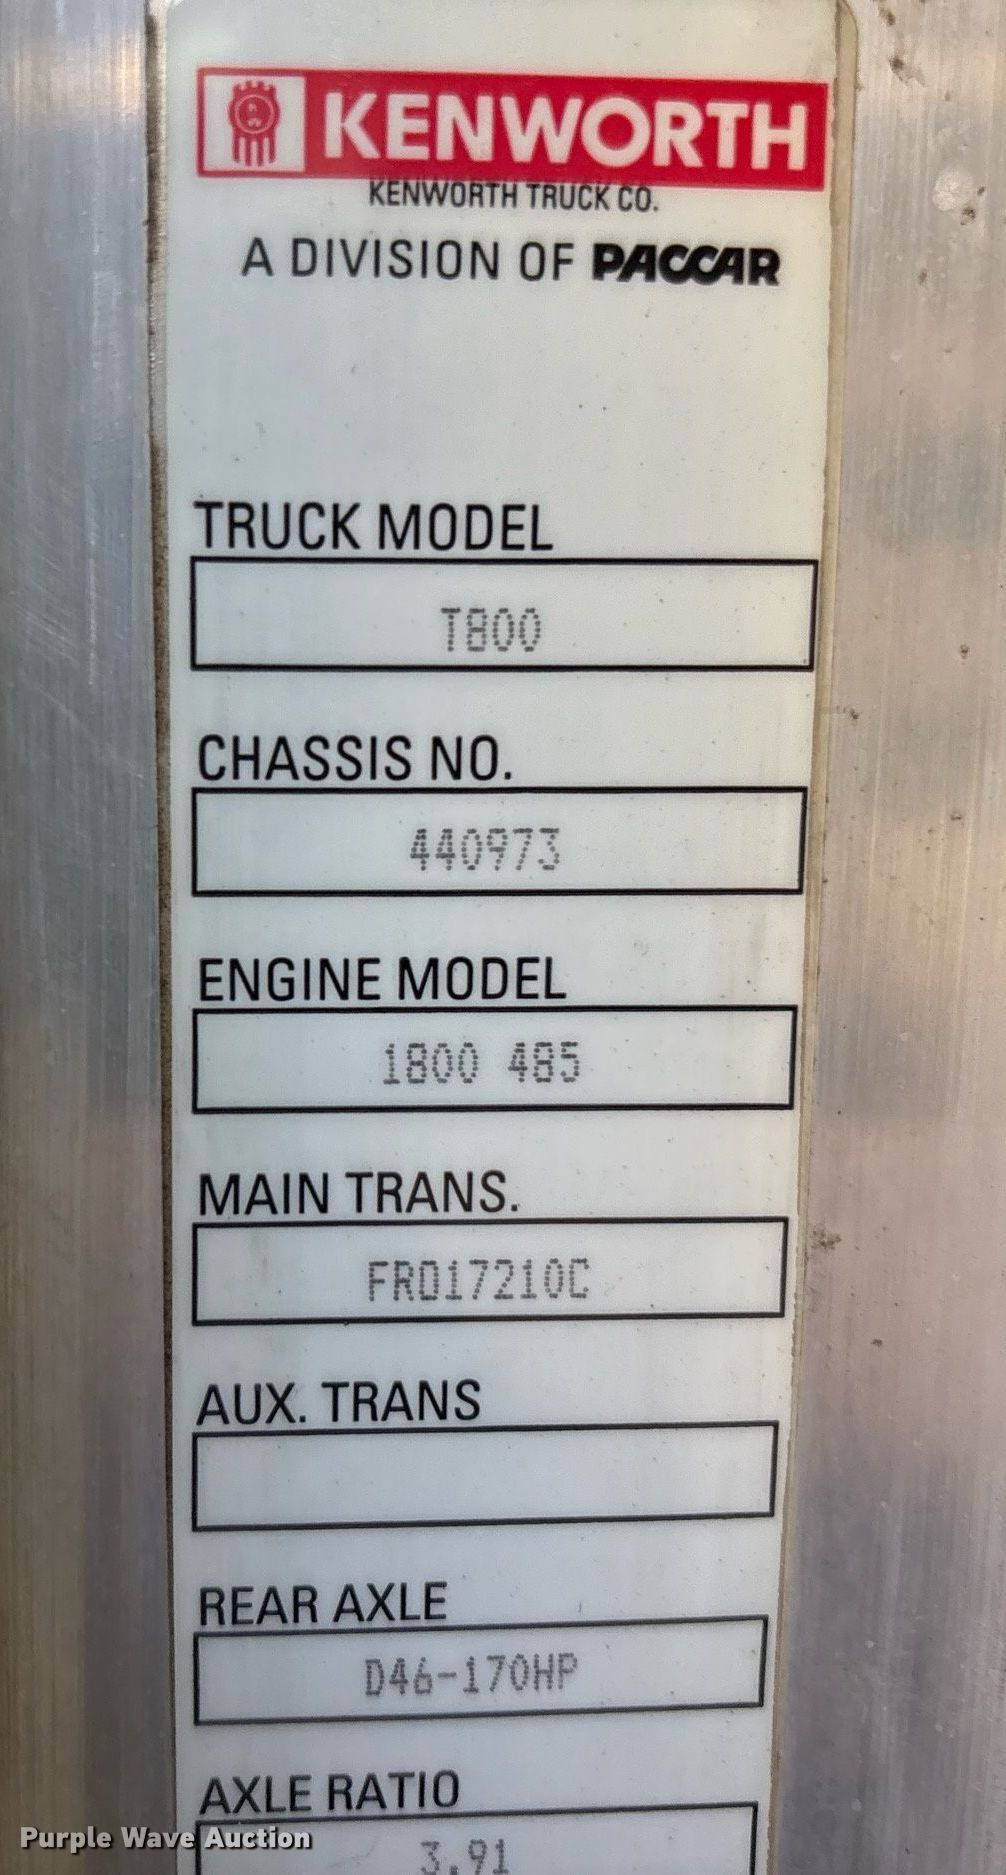 KENWORTH
KENWORTH TRUCK CO.
A DIVISION OF PACCAR
TRUCK MODEL
T800
CHASSIS NO.
440973
ENGINE MODEL
1800 485
MAIN TRANS.
FRO17210C
AUX. TRANS
REAR AXLE
D46-170HP
AXLE RATIO
3.91
Purple Wave Auction